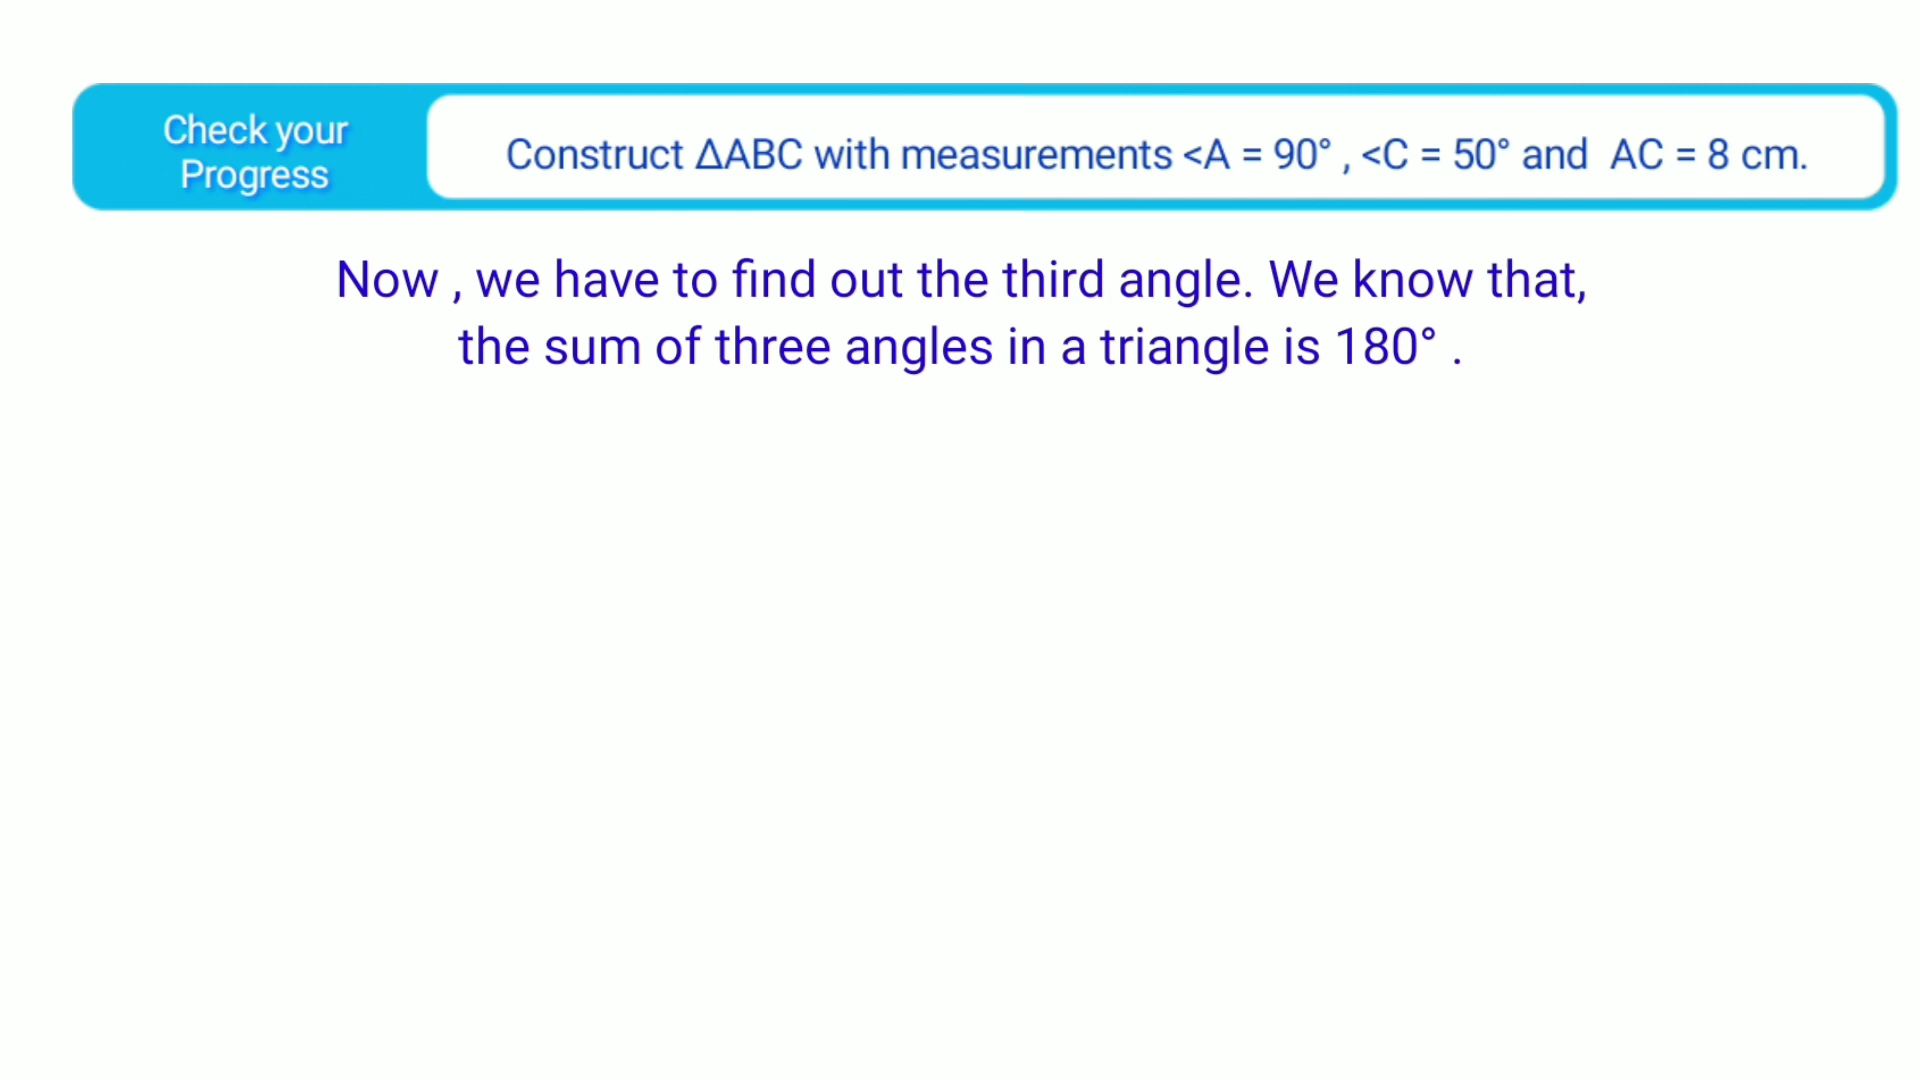 Check your
Progress
Construct ΔABC with measurements <A = 90° , <C = 50° and AC = 8 cm.
Now , we have to find out the third angle. We know that,
the sum of three angles in a triangle is 180° .